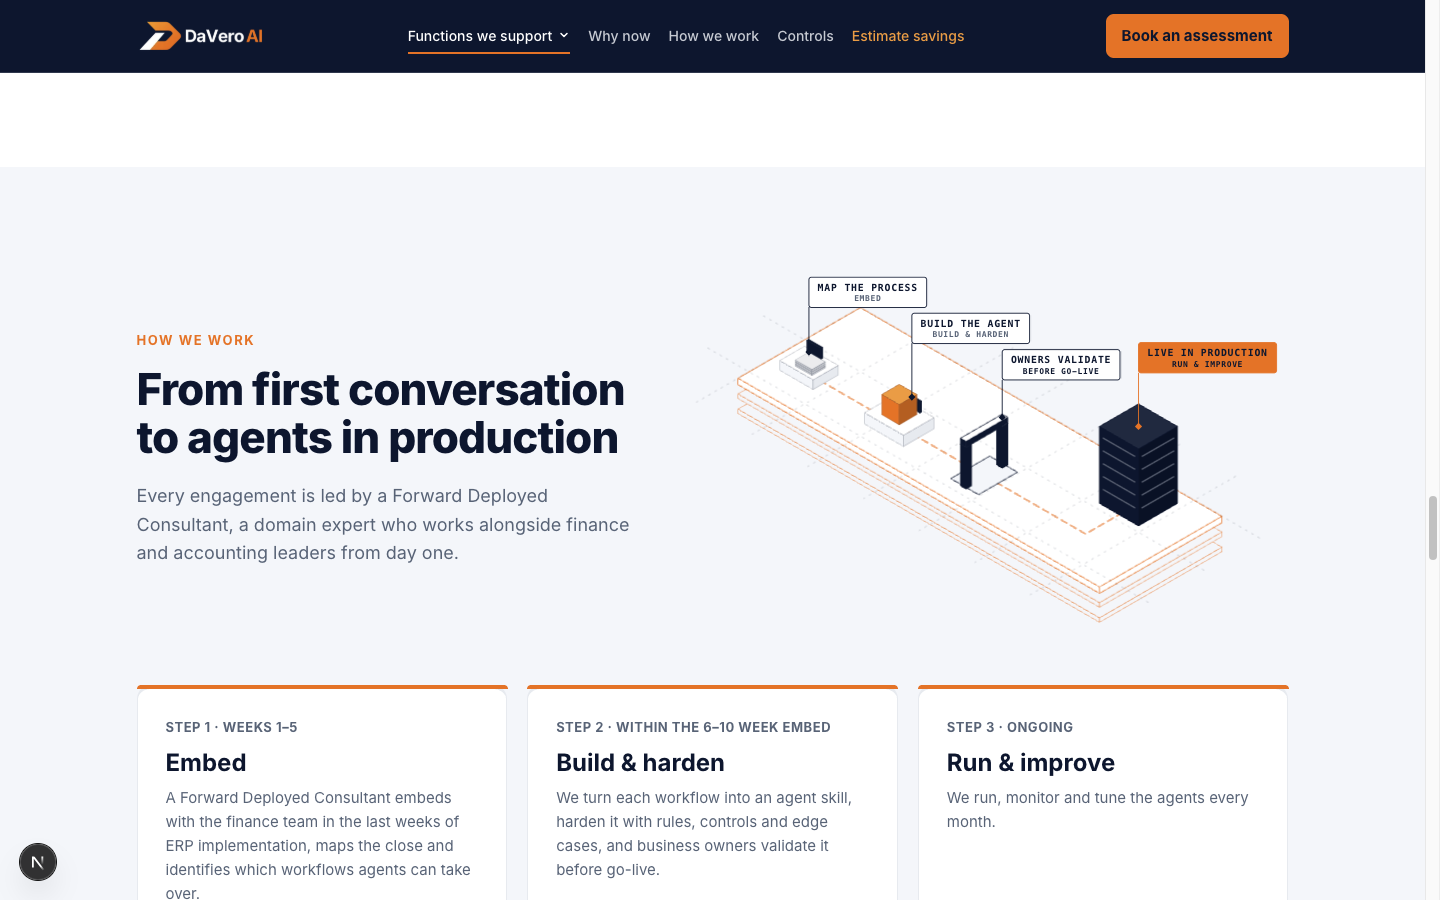 DaVero AI
Functions we support
Why now
How we work
Controls
Estimate savings
Book an assessment
HOW WE WORK
From first conversation
to agents in production
Every engagement is led by a Forward Deployed
Consultant, a domain expert who works alongside finance
and accounting leaders from day one.
MAP THE PROCESS
EMBED
BUILD THE AGENT
BUILD & HARDEN
OWNERS VALIDATE
BEFORE GO-LIVE
LIVE IN PRODUCTION
RUN & IMPROVE
STEP 1 · WEEKS 1–5
Embed
A Forward Deployed Consultant embeds
with the finance team in the last weeks of
ERP implementation, maps the close and
identifies which workflows agents can take
over.
STEP 2 · WITHIN THE 6–10 WEEK EMBED
Build & harden
We turn each workflow into an agent skill,
harden it with rules, controls and edge
cases, and business owners validate it
before go-live.
STEP 3 · ONGOING
Run & improve
We run, monitor and tune the agents every
month.
N